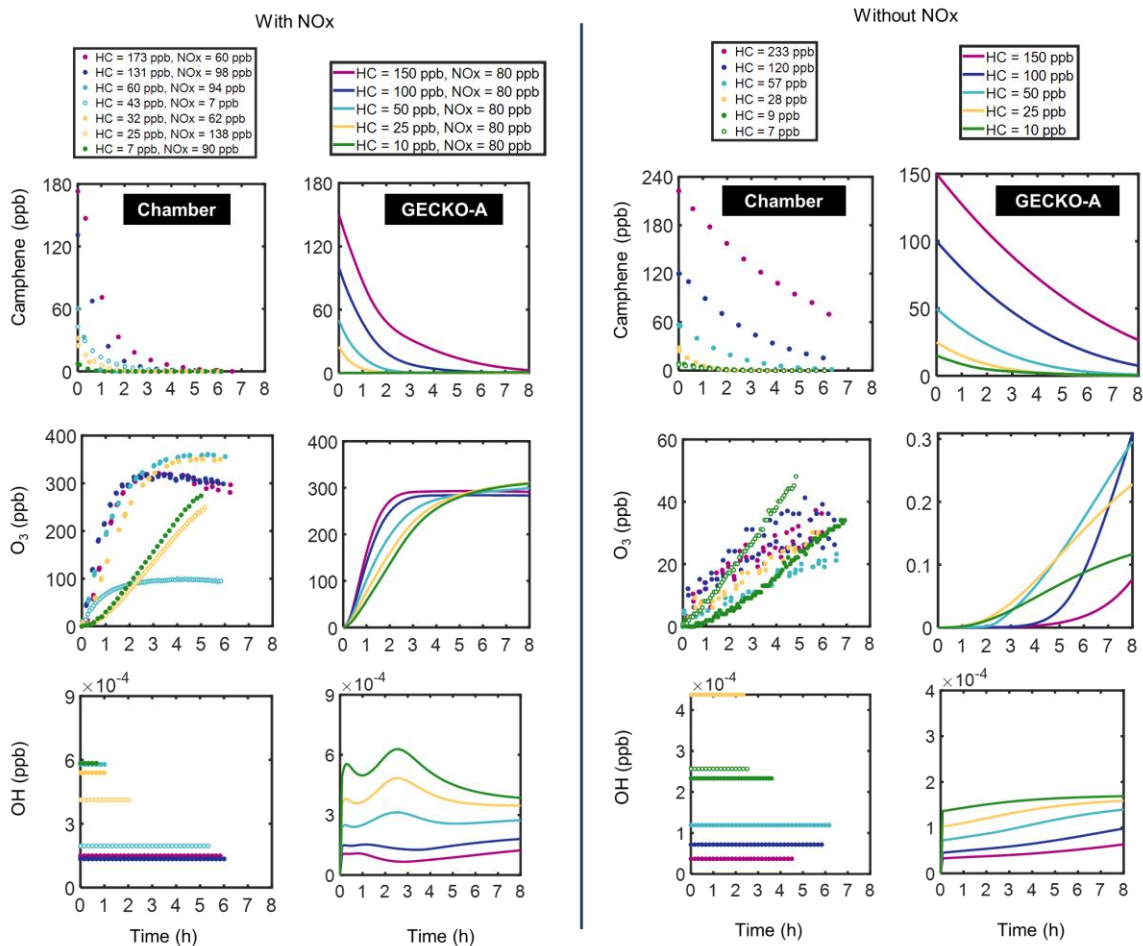 With NOx
Without NOx
HC = 173 ppb, NOx = 60 ppb
HC = 131 ppb, NOx = 98 ppb
HC = 60 ppb, NOx = 94 ppb
HC = 43 ppb, NOx = 7 ppb
HC = 32 ppb, NOx = 62 ppb
HC = 25 ppb, NOx = 138 ppb
HC = 7 ppb, NOx = 90 ppb
HC = 150 ppb, NOx = 80 ppb
HC = 100 ppb, NOx = 80 ppb
HC = 50 ppb, NOx = 80 ppb
HC = 25 ppb, NOx = 80 ppb
HC = 10 ppb, NOx = 80 ppb
HC = 233 ppb
HC = 120 ppb
HC = 57 ppb
HC = 28 ppb
HC = 9 ppb
HC = 7 ppb
HC = 150 ppb
HC = 100 ppb
HC = 50 ppb
HC = 25 ppb
HC = 10 ppb
Camphene (ppb)
180
120
60
0
Chamber
0 1 2 3 4 5 6 7 8
180
120
60
0
GECKO-A
0 1 2 3 4 5 6 7 8
Camphene (ppb)
240
180
120
60
0
Chamber
0 1 2 3 4 5 6 7 8
150
100
50
0
GECKO-A
0 1 2 3 4 5 6 7 8
O3 (ppb)
400
300
200
100
0
0 1 2 3 4 5 6 7 8
400
300
200
100
0
0 1 2 3 4 5 6 7 8
O3 (ppb)
60
40
20
0
0 1 2 3 4 5 6 7 8
0.3
0.2
0.1
0
0 1 2 3 4 5 6 7 8
OH (ppb)
×10-4
9
6
3
0
0 1 2 3 4 5 6 7 8
Time (h)
×10-4
9
6
3
0
0 1 2 3 4 5 6 7 8
Time (h)
OH (ppb)
×10-4
4
3
2
1
0
0 1 2 3 4 5 6 7 8
Time (h)
×10-4
4
3
2
1
0
0 1 2 3 4 5 6 7 8
Time (h)